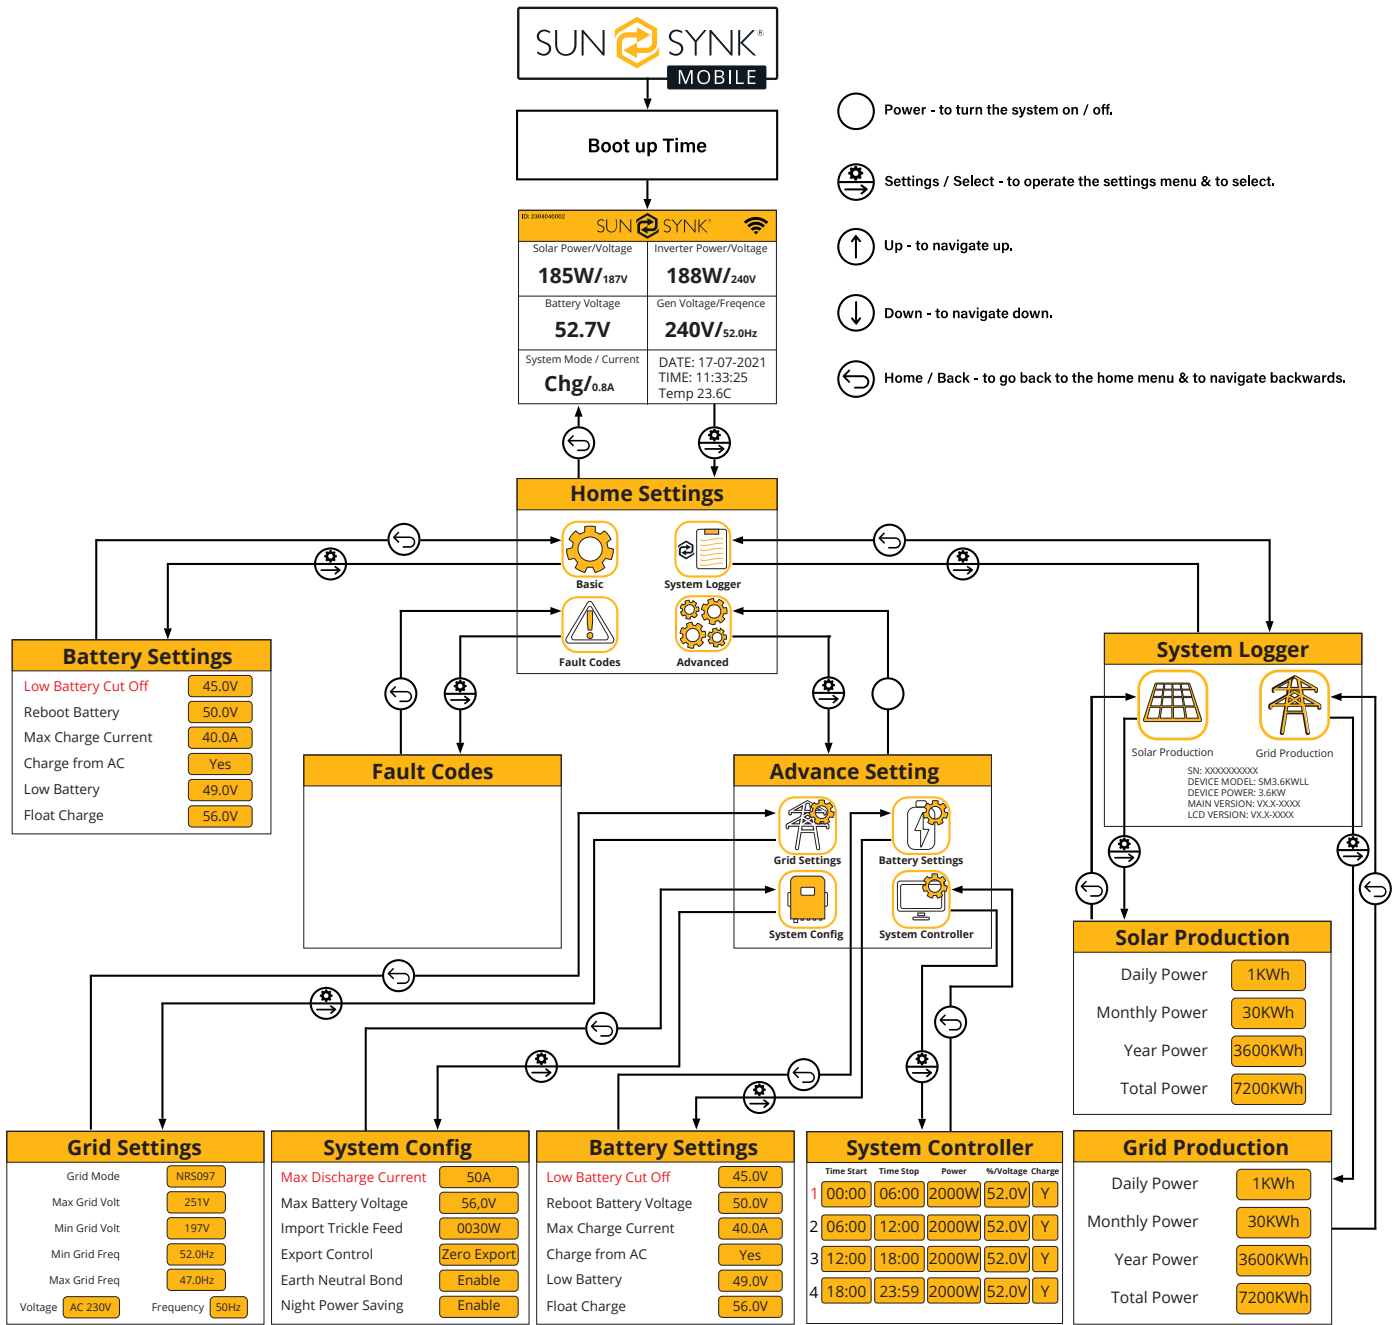 SUN SYNK®
MOBILE
Boot up Time
Power - to turn the system on / off.
Settings / Select - to operate the settings menu & to select.
Up - to navigate up.
Down - to navigate down.
Home / Back - to go back to the home menu & to navigate backwards.
ID: 2304040002
SUN SYNK®
Solar Power/Voltage
185W/187V
Inverter Power/Voltage
188W/240V
Battery Voltage
52.7V
Gen Voltage/Freqence
240V/52.0Hz
System Mode / Current
Chg/0.8A
DATE: 17-07-2021
TIME: 11:33:25
Temp 23.6C
Home Settings
Basic
System Logger
Fault Codes
Advanced
Battery Settings
Low Battery Cut Off 45.0V
Reboot Battery 50.0V
Max Charge Current 40.0A
Charge from AC Yes
Low Battery 49.0V
Float Charge 56.0V
Fault Codes
Advance Setting
Grid Settings
Battery Settings
System Config
System Controller
System Logger
Solar Production
Grid Production
SN: XXXXXXXXXX
DEVICE MODEL: SM3.6KWLL
DEVICE POWER: 3.6KW
MAIN VERSION: VX.X-XXXX
LCD VERSION: VX.X-XXXX
Solar Production
Daily Power 1KWh
Monthly Power 30KWh
Year Power 3600KWh
Total Power 7200KWh
Grid Settings
Grid Mode NRS097
Max Grid Volt 251V
Min Grid Volt 197V
Min Grid Freq 52.0Hz
Max Grid Freq 47.0Hz
Voltage AC 230V Frequency 50Hz
System Config
Max Discharge Current 50A
Max Battery Voltage 56,0V
Import Trickle Feed 0030W
Export Control Zero Export
Earth Neutral Bond Enable
Night Power Saving Enable
Battery Settings
Low Battery Cut Off 45.0V
Reboot Battery Voltage 50.0V
Max Charge Current 40.0A
Charge from AC Yes
Low Battery 49.0V
Float Charge 56.0V
System Controller
Time Start Time Stop Power %/Voltage Charge
1 00:00 06:00 2000W 52.0V Y
2 06:00 12:00 2000W 52.0V Y
3 12:00 18:00 2000W 52.0V Y
4 18:00 23:59 2000W 52.0V Y
Grid Production
Daily Power 1KWh
Monthly Power 30KWh
Year Power 3600KWh
Total Power 7200KWh